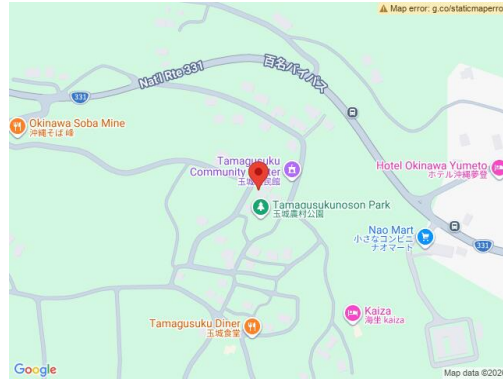 Map error: g.co/staticmaperro
Nat'l Rte 331
百名バイパス
331
Okinawa Soba Mine
沖縄そば 峰
Tamagusuku
Community
玉城
民館
Hotel Okinawa Yumeto
ホテル沖縄夢登
Tamagusukunoson Park
玉城農村公園
Nao Mart
小さなコンビニ
ナオマート
331
Kaiza
海坐 kaiza
Tamagusuku Diner
玉城食堂
Google
Map data ©202